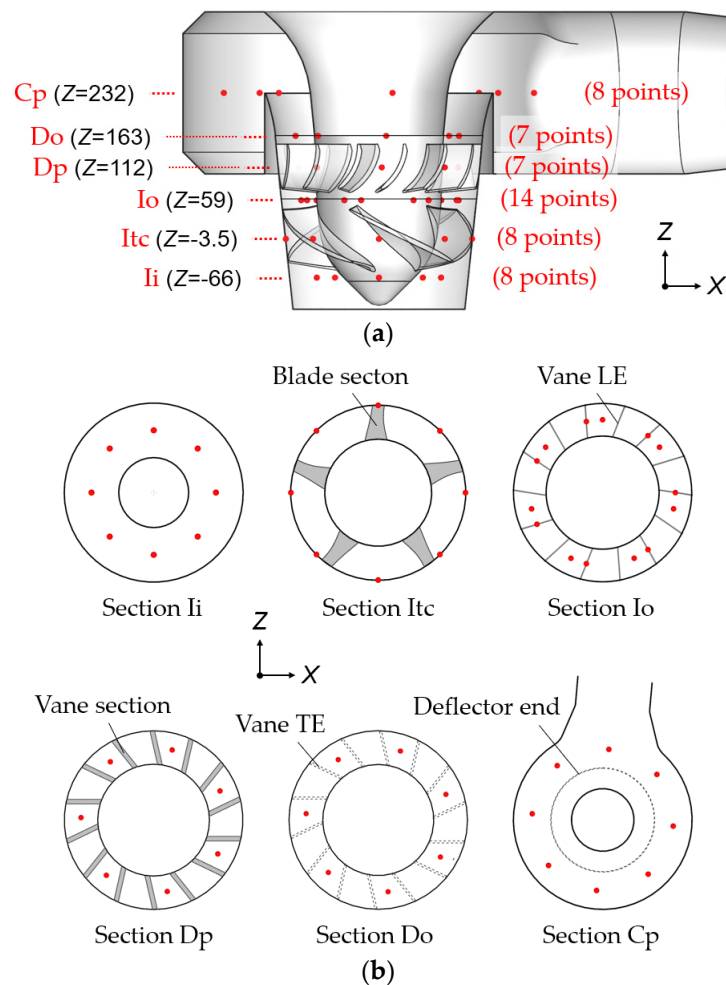 Cp (Z=232) (8 points)
Do (Z=163) (7 points)
Dp (Z=112) (7 points)
Io (Z=59) (14 points)
Itc (Z=-3.5) (8 points)
Ii (Z=-66) (8 points)
Z
X
(a)
Blade secton
Vane LE
Section Ii
Section Itc
Section Io
Z
X
Vane section
Vane TE
Deflector end
Section Dp
Section Do
Section Cp
(b)